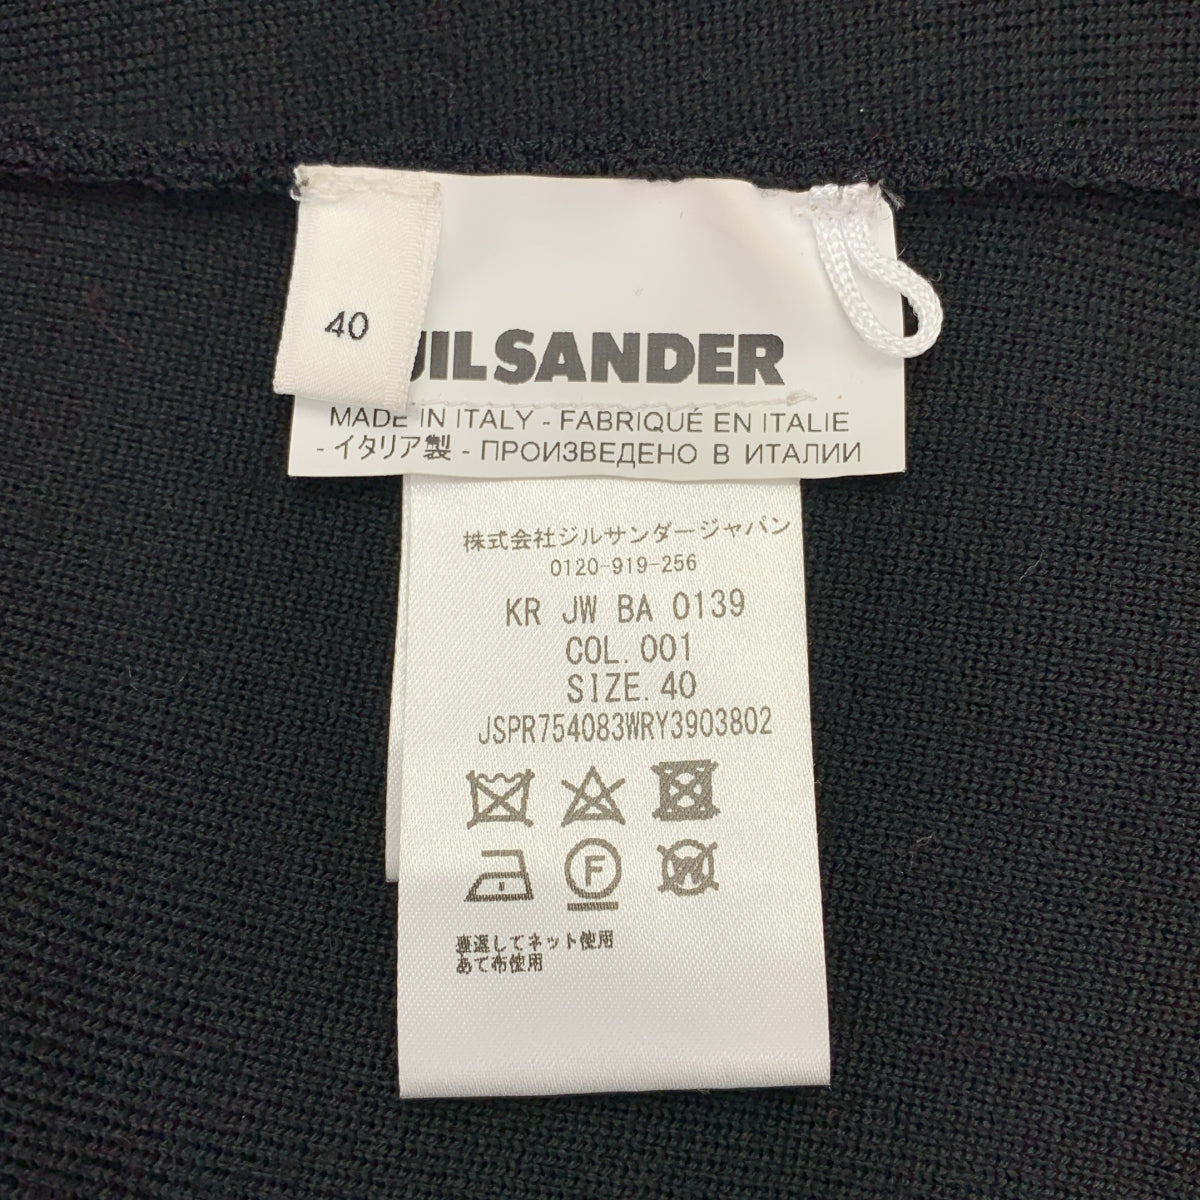 40
JIL SANDER
MADE IN ITALY - FABRIQUÉ EN ITALIE
- イタリア製 - ПРОИЗВЕДЕНО В ИТАЛИИ
株式会社ジルサンダージャパン
0120-919-256
KR JW BA 0139
COL.001
SIZE.40
JSPR754083WRY3903802
F
W
裏返してネット使用
あて布使用